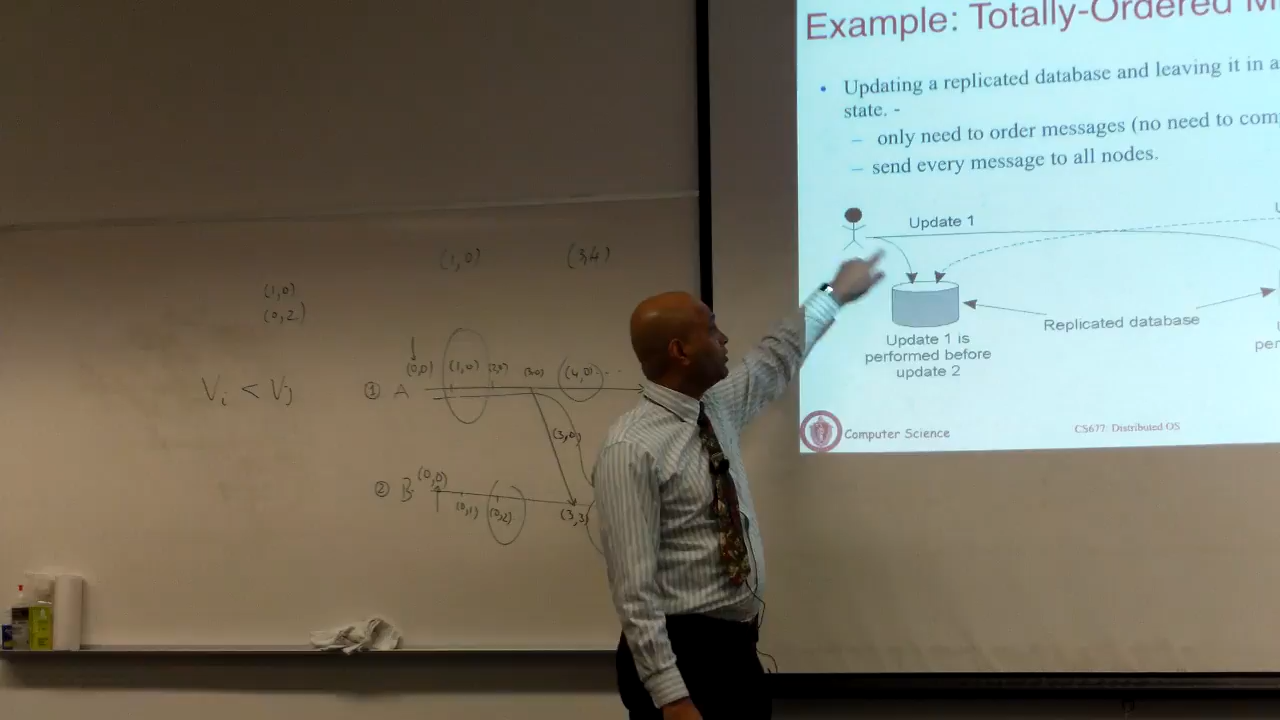 Example: Totally-Ordered
• Updating a replicated database and leaving it in a
state. -
– only need to order messages (no need to
– send every message to all nodes.
Update 1
Replicated database
Update 1 is
performed before
update 2
Computer Science
CS677: Distributed OS
(1,0)
(3,4)
(1,0)
(0,2)
(0,0)
(1,0)
(2,0)
(3,0)
(4,0)...
Vi < Vj
① A
(3,0)
② B
(0,0)
(0,1)
(0,2)
(3,3)